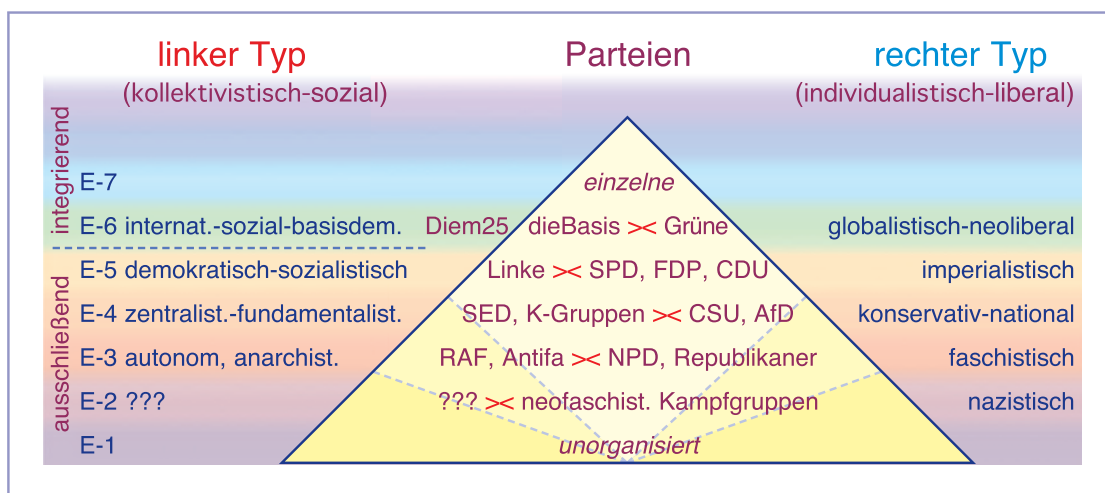 linker Typ Parteien rechter Typ
(kollektivistisch-sozial) (individualistisch-liberal)
integrierend
E-7 einzelne
E-6 internat.-sozial-basisdem. Diem25 dieBasis >< Grüne globalistisch-neoliberal
ausschließend
E-5 demokratisch-sozialistisch Linke >< SPD, FDP, CDU imperialistisch
E-4 zentralist.-fundamentalist. SED, K-Gruppen >< CSU, AfD konservativ-national
E-3 autonom, anarchist. RAF, Antifa >< NPD, Republikaner faschistisch
E-2 ??? ??? >< neofaschist. Kampfgruppen nazistisch
E-1 unorganisiert